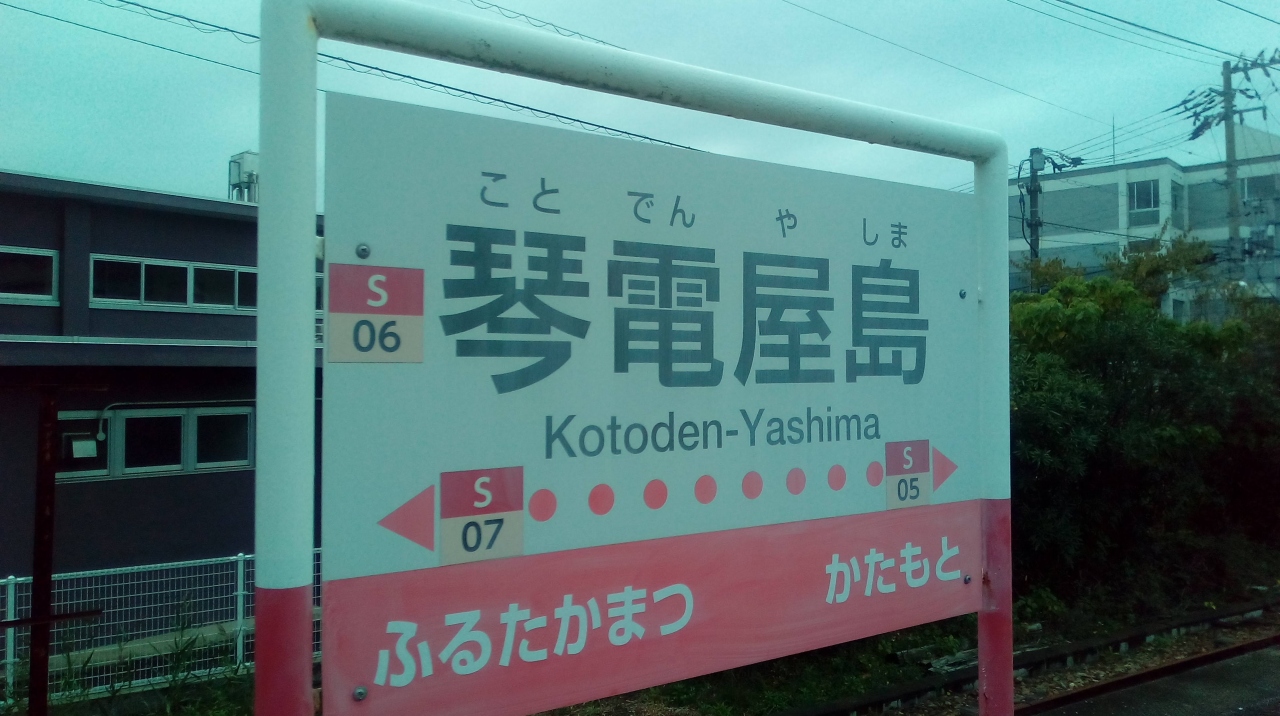 こと でん や しま
S
06
琴電屋島
Kotoden-Yashima
S
07
S
05
ふるたかまつ
かたもと